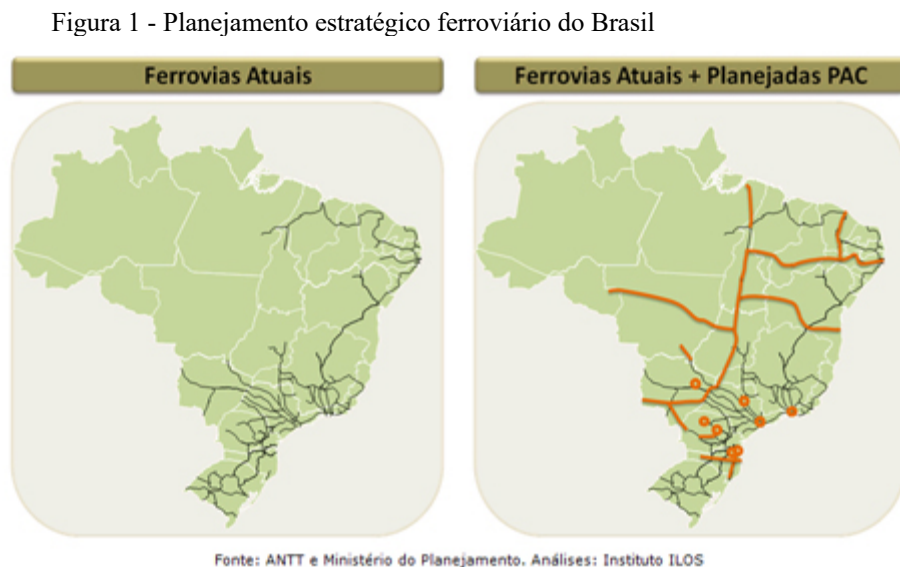 Figura 1 - Planejamento estratégico ferroviário do Brasil
Ferrovias Atuais
Ferrovias Atuais + Planejadas PAC
Fonte: ANTT e Ministério do Planejamento. Análises: Instituto ILOS